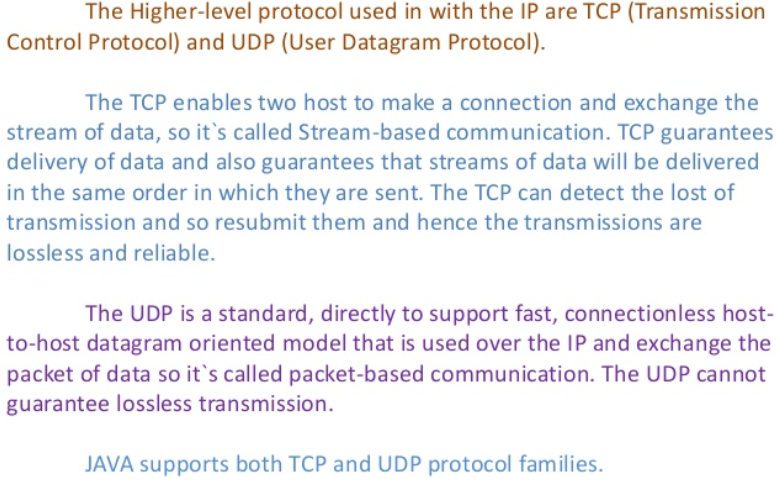 The Higher-level protocol used in with the IP are TCP (Transmission
Control Protocol) and UDP (User Datagram Protocol).
The TCP enables two host to make a connection and exchange the
stream of data, so it`s called Stream-based communication. TCP guarantees
delivery of data and also guarantees that streams of data will be delivered
in the same order in which they are sent. The TCP can detect the lost of
transmission and so resubmit them and hence the transmissions are
lossless and reliable.
The UDP is a standard, directly to support fast, connectionless host-
to-host datagram oriented model that is used over the IP and exchange the
packet of data so it`s called packet-based communication. The UDP cannot
guarantee lossless transmission.
JAVA supports both TCP and UDP protocol families.